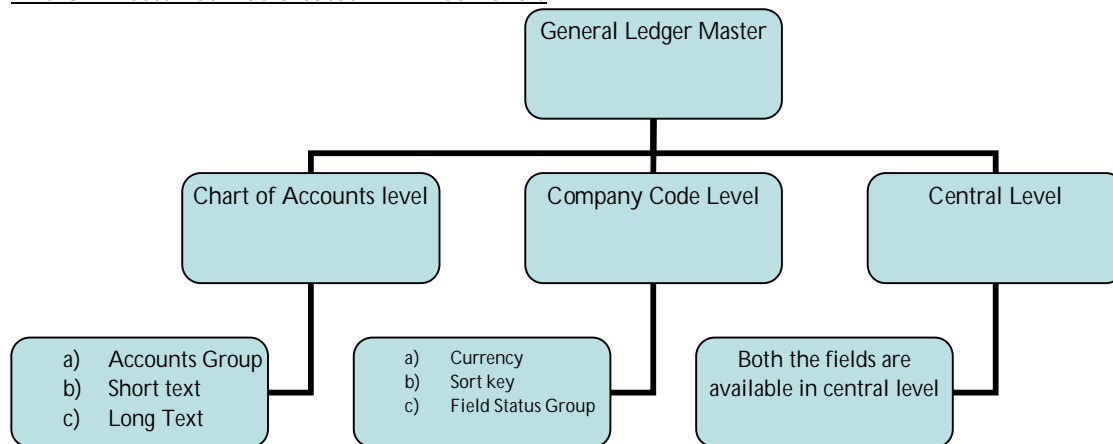 General Ledger Master
Chart of Accounts level
Company Code Level
Central Level
a) Accounts Group
b) Short text
c) Long Text
a) Currency
b) Sort key
c) Field Status Group
Both the fields are
available in central level